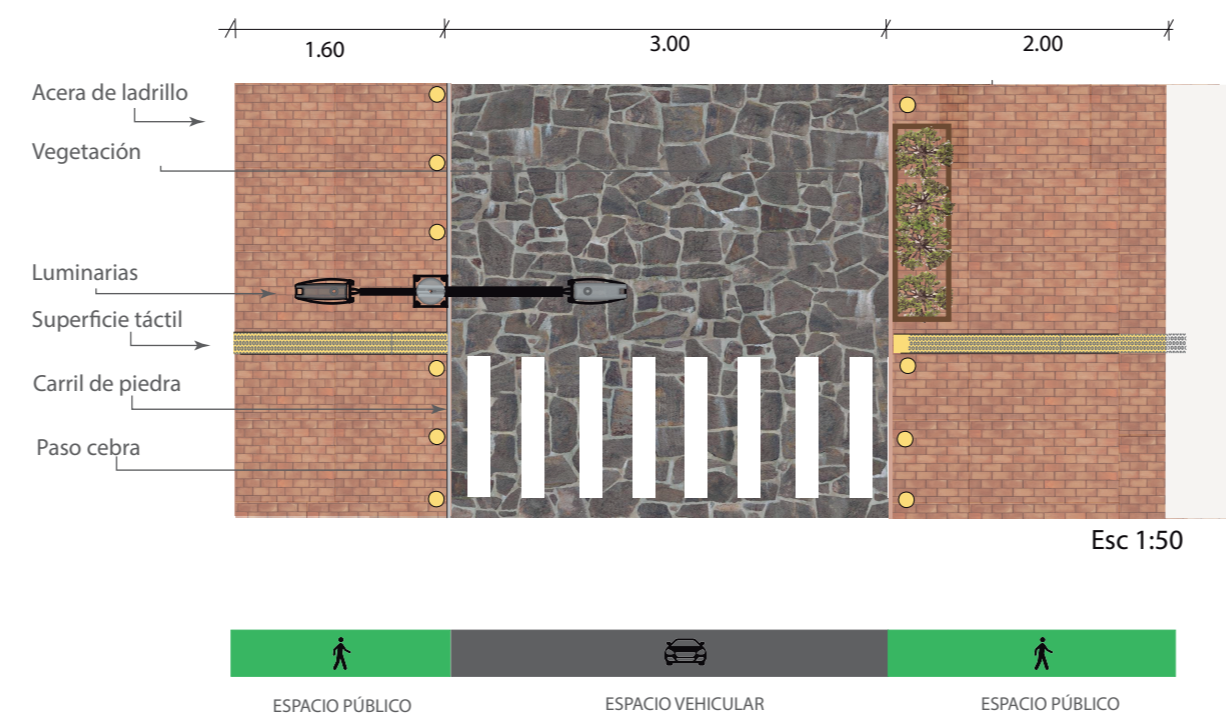 1.60
3.00
2.00
Acera de ladrillo
Vegetación
Luminarias
Superficie táctil
Carril de piedra
Paso cebra
Esc 1:50
ESPACIO PÚBLICO
ESPACIO VEHICULAR
ESPACIO PÚBLICO